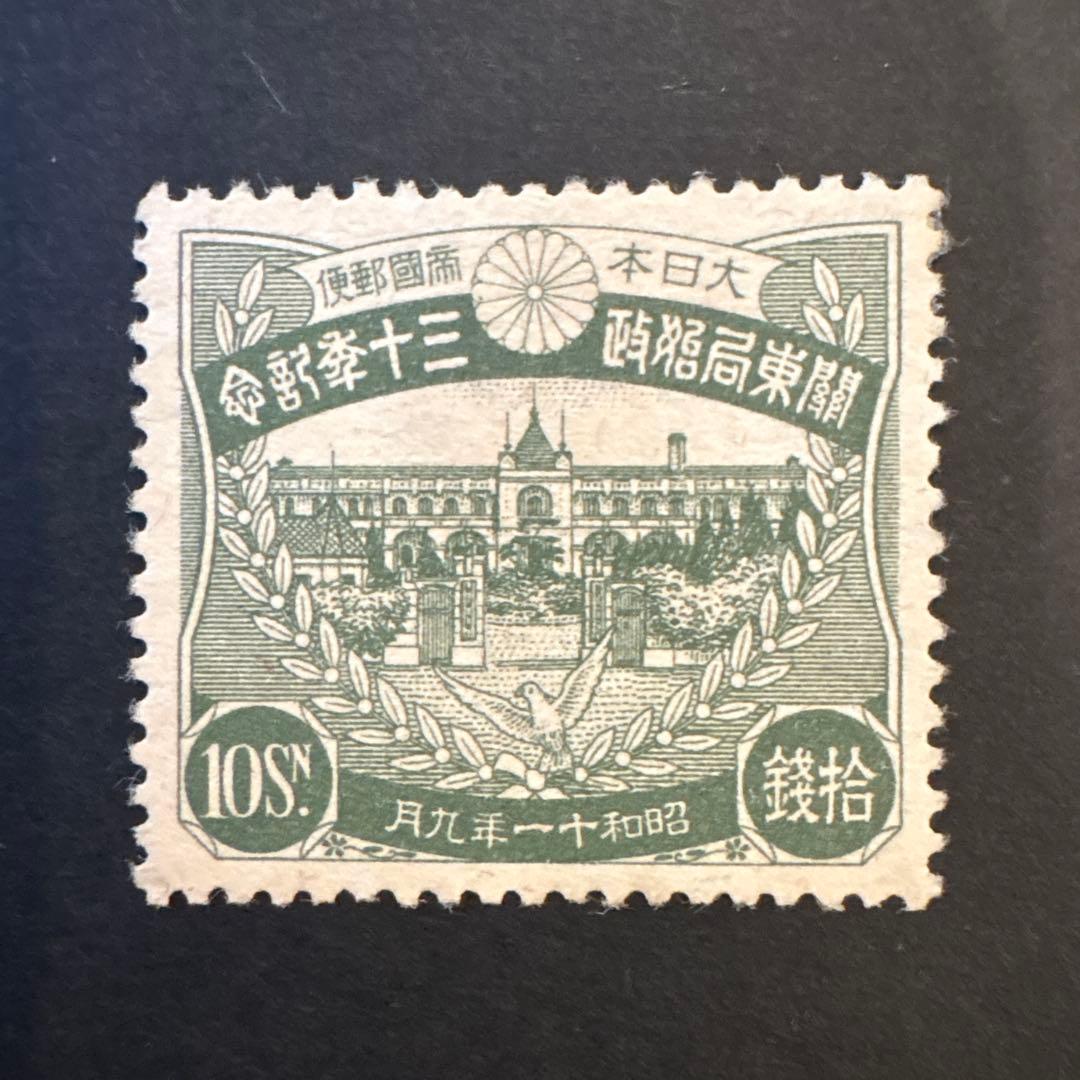 大日本帝國郵便
關東局始政三十年記念
10SN.
拾錢
昭和十一年九月